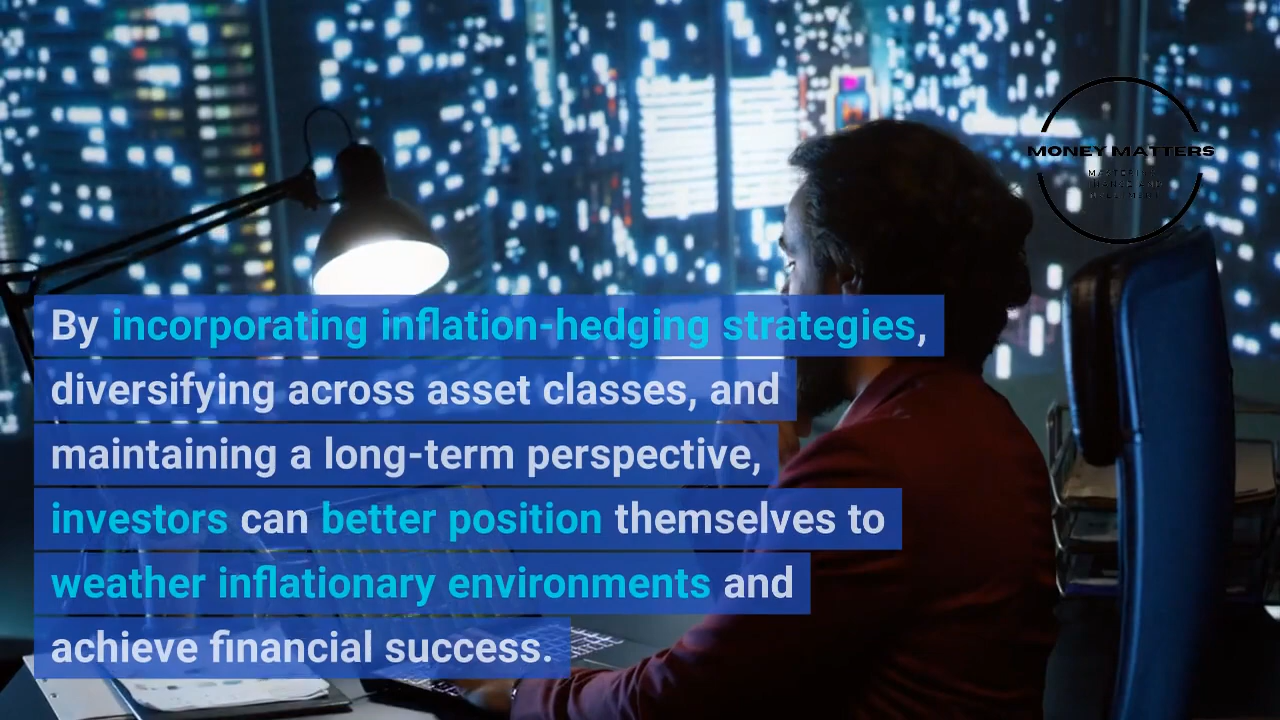 MONEY MATTERS
By incorporating inflation-hedging strategies,
diversifying across asset classes, and
maintaining a long-term perspective,
investors can better position themselves to
weather inflationary environments and
achieve financial success.